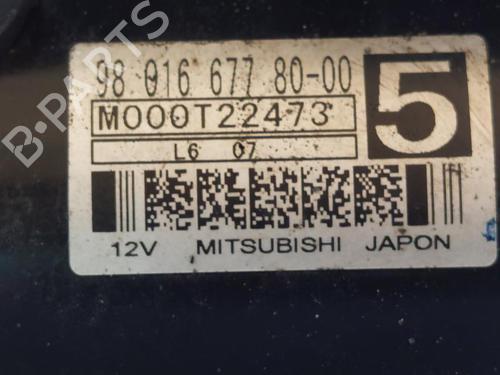 98 016 677 80-00
5
M000T22473
L6 07
12V MITSUBISHI JAPON
B-PARTS